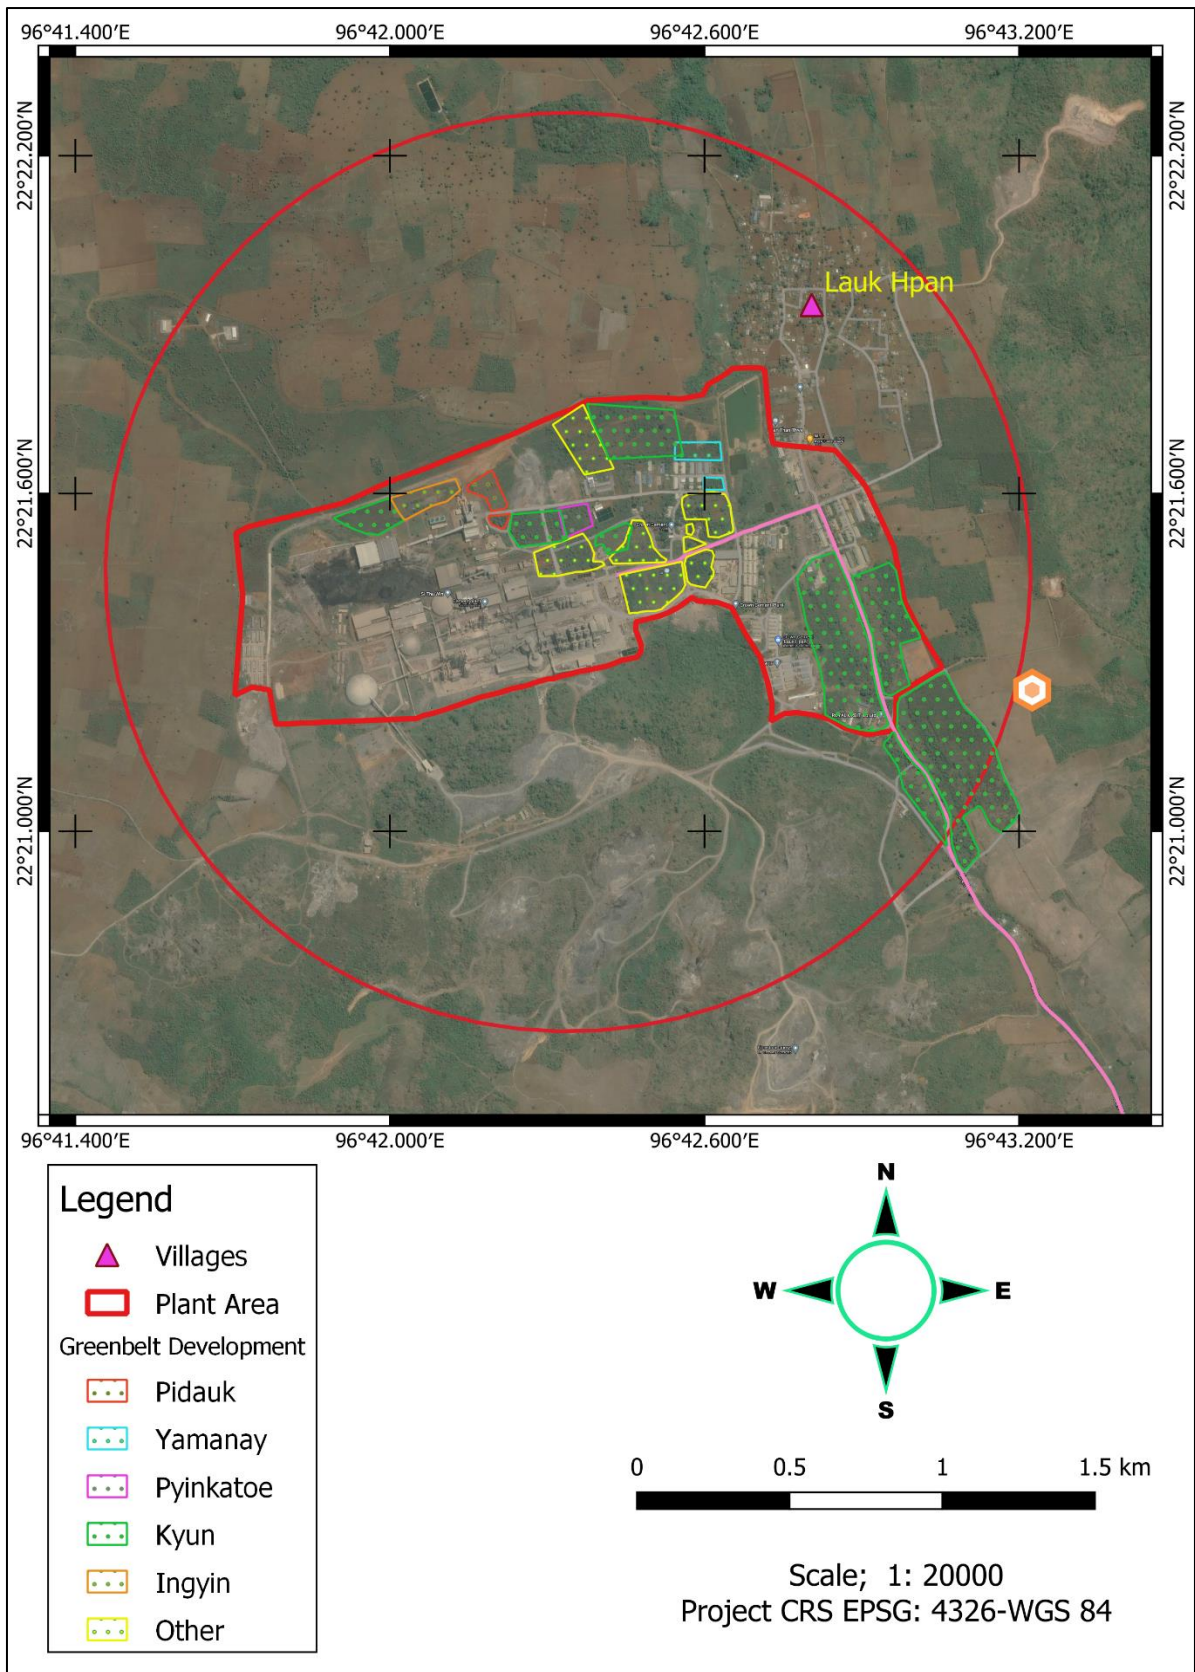 96°41.400′E 96°42.000′E 96°42.600′E 96°43.200′E
22°22.200′N 22°22.200′N
Lauk Hpan
22°21.600′N 22°21.600′N
22°21.000′N 22°21.000′N
96°41.400′E 96°42.000′E 96°42.600′E 96°43.200′E
Legend
Villages
Plant Area
Greenbelt Development
Pidauk
Yamanay
Pyinkatoe
Kyun
Ingyin
Other
N
W E
S
0 0.5 1 1.5 km
Scale; 1: 20000
Project CRS EPSG: 4326-WGS 84